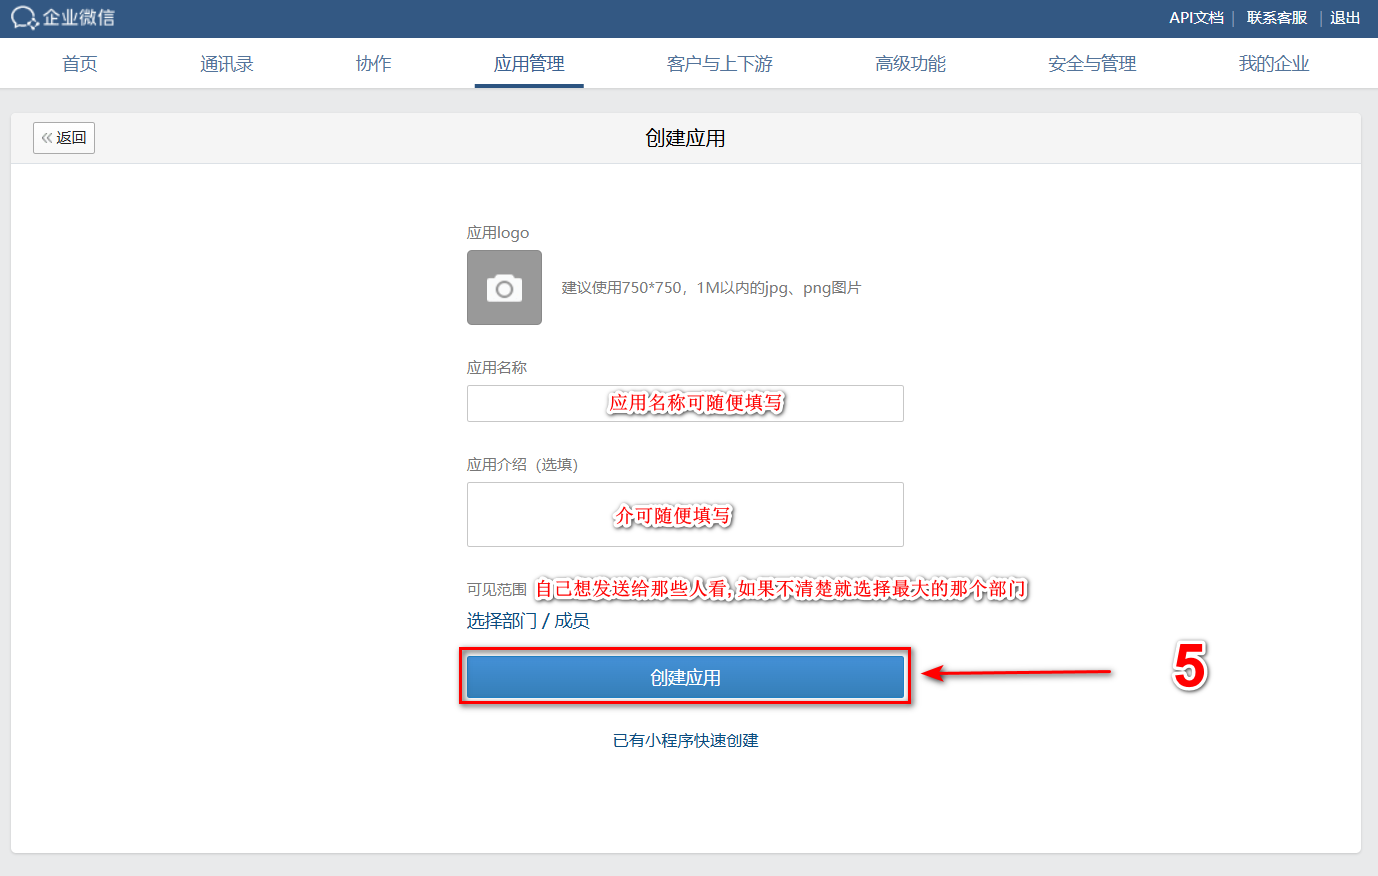 企业微信
API文档 | 联系客服 | 退出
首页 通讯录 协作 应用管理 客户与上下游 高级功能 安全与管理 我的企业
«返回 创建应用
应用logo
建议使用750*750，1M以内的jpg、png图片
应用名称
应用名称可随便填写
应用介绍（选填）
介可随便填写
可见范围 自己想发送给那些人看,如果不清楚就选择最大的那个部门
选择部门 / 成员
创建应用 5
已有小程序快速创建